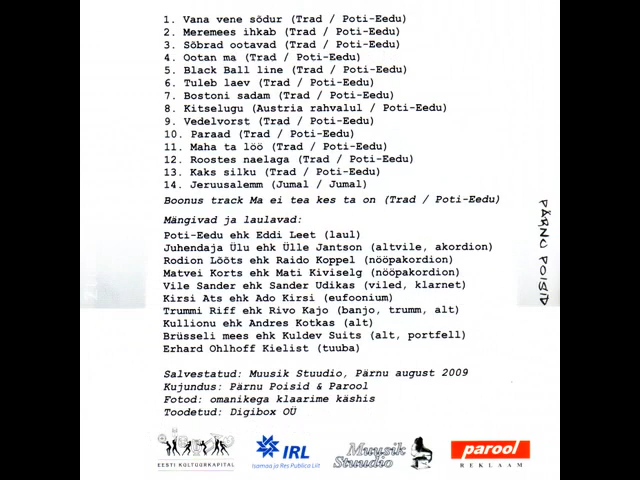 1. Vana vene sõdur (Trad / Poti-Eedu)
2. Meremees ihkab (Trad / Poti-Eedu)
3. Sõbrad ootavad (Trad / Poti-Eedu)
4. Ootan ma (Trad / Poti-Eedu)
5. Black Ball line (Trad / Poti-Eedu)
6. Tuleb laev (Trad / Poti-Eedu)
7. Bostoni sadam (Trad / Poti-Eedu)
8. Kitselugu (Austria rahvalul / Poti-Eedu)
9. Vedelvorst (Trad / Poti-Eedu)
10. Paraad (Trad / Poti-Eedu)
11. Maha ta löö (Trad / Poti-Eedu)
12. Roostes naelaga (Trad / Poti-Eedu)
13. Kaks silku (Trad / Poti-Eedu)
14. Jeruusalemm (Jumal / Jumal)
Boonus track Ma ei tea kes ta on (Trad / Poti-Eedu)
Mängivad ja laulavad:
Poti-Eedu ehk Eddi Leet (laul)
Juhendaja Ülu ehk Ülle Jantson (altvile, akordion)
Rodion Lööts ehk Raido Koppel (nööpakordion)
Matvei Korts ehk Mati Kiviselg (nööpakordion)
Vile Sander ehk Sander Udikas (viled, klarnet)
Kirsi Ats ehk Ado Kirsi (eufoonium)
Trummi Riff ehk Rivo Kajo (banjo, trumm, alt)
Kullionu ehk Andres Kotkas (alt)
Brüsseli mees ehk Kuldev Suits (alt, portfell)
Erhard Ohlhoff Kielist (tuuba)
Salvestatud: Muusik Stuudio, Pärnu august 2009
Kujundus: Pärnu Poisid & Parool
Fotod: omanikega klaarime käshis
Toodetud: Digibox OÜ
PÄRNU POISID
EESTI KULTUURKAPITAL
IRL
Isamaa ja Res Publica Liit
Muusik
Stuudio
parool
REKLAAM